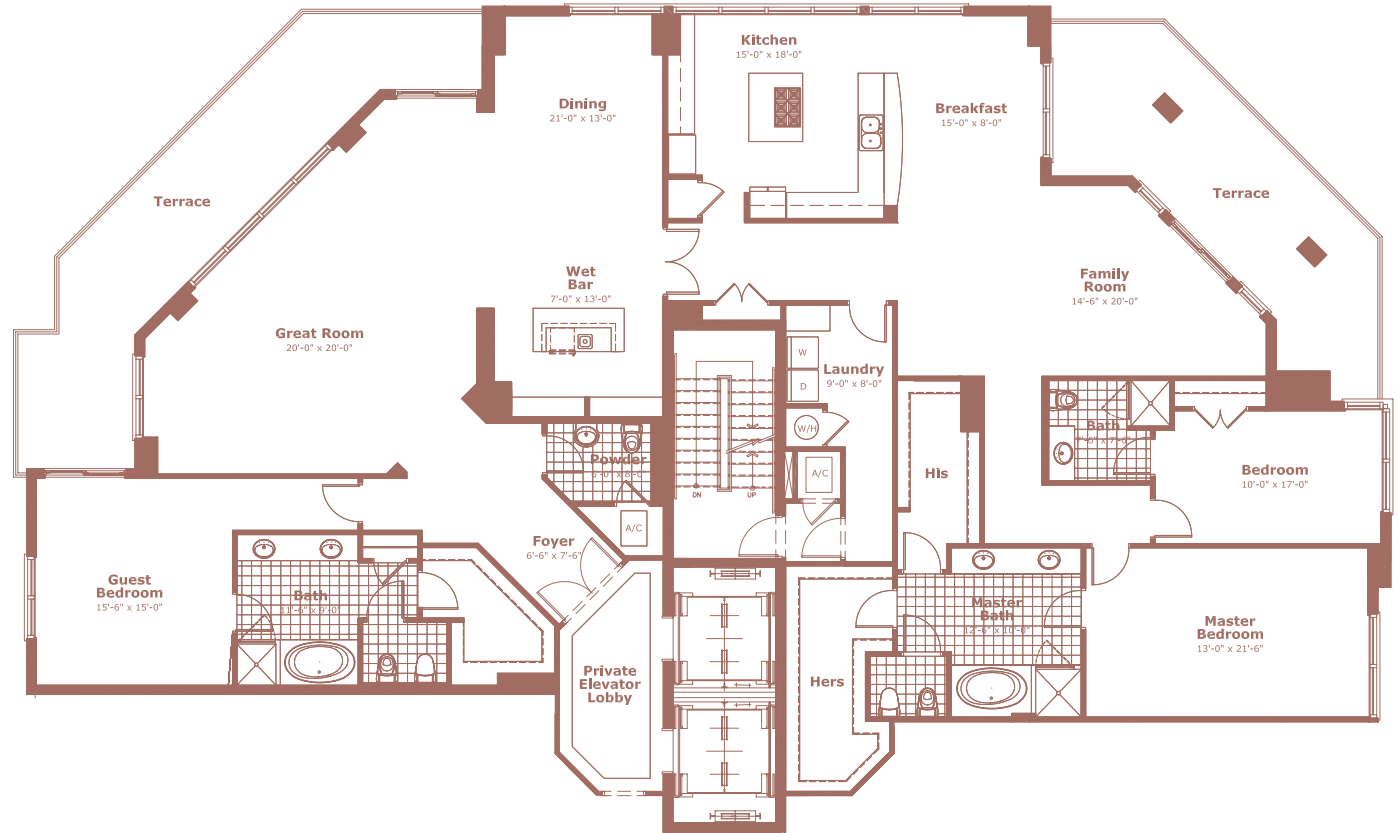 Kitchen
15'-0" x 18'-0"
Dining
21'-0" x 13'-0"
Breakfast
15'-0" x 8'-0"
Terrace
Terrace
Wet
Bar
7'-0" x 13'-0"
Family
Room
14'-6" x 20'-0"
Great Room
20'-0" x 20'-0"
W
D
Laundry
9'-0" x 8'-0"
W/H
A/C
Powder
DN
UP
A/C
Bath
His
Bedroom
10'-0" x 17'-0"
Foyer
6'-6" x 7'-6"
Guest
Bedroom
15'-6" x 15'-0"
Bath
11'-6" x 9'-0"
Master
Bath
12'-6" x 10'-6"
Master
Bedroom
13'-0" x 21'-6"
Private
Elevator
Lobby
Hers